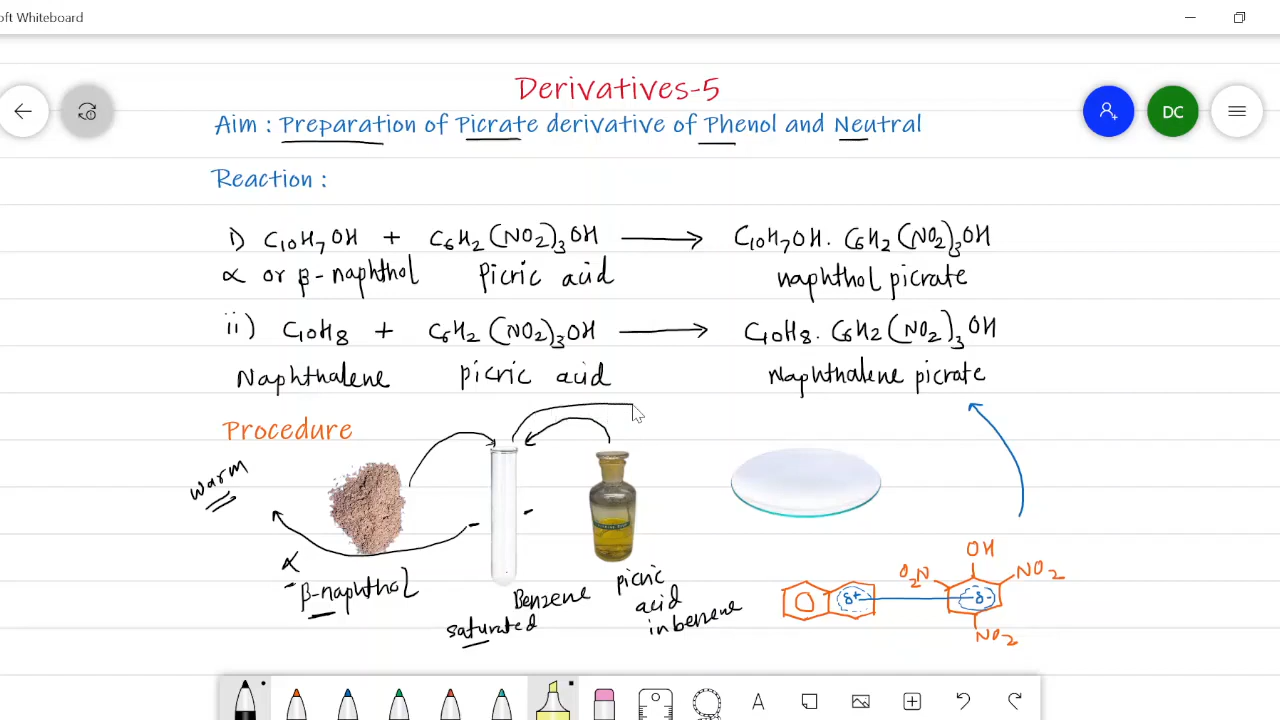 oft Whiteboard
Derivatives-5
DC
Aim : Preparation of Picrate derivative of Phenol and Neutral
Reaction :
i) C10H7OH + C6H2(NO2)3OH ⟶ C10H7OH. C6H2(NO2)3OH
α or β-naphthol Picric acid naphthol picrate
ii) C10H8 + C6H2(NO2)3OH ⟶ C10H8. C6H2(NO2)3OH
Naphthalene picric acid Naphthalene picrate
Procedure
warm
α
β-naphthol
Benzene
saturated
picric
acid
in benzene
OH
O2N NO2
δ+ δ-
NO2
A